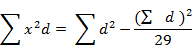 ∑ x²d = ∑ d² − (Σ d )² / 29